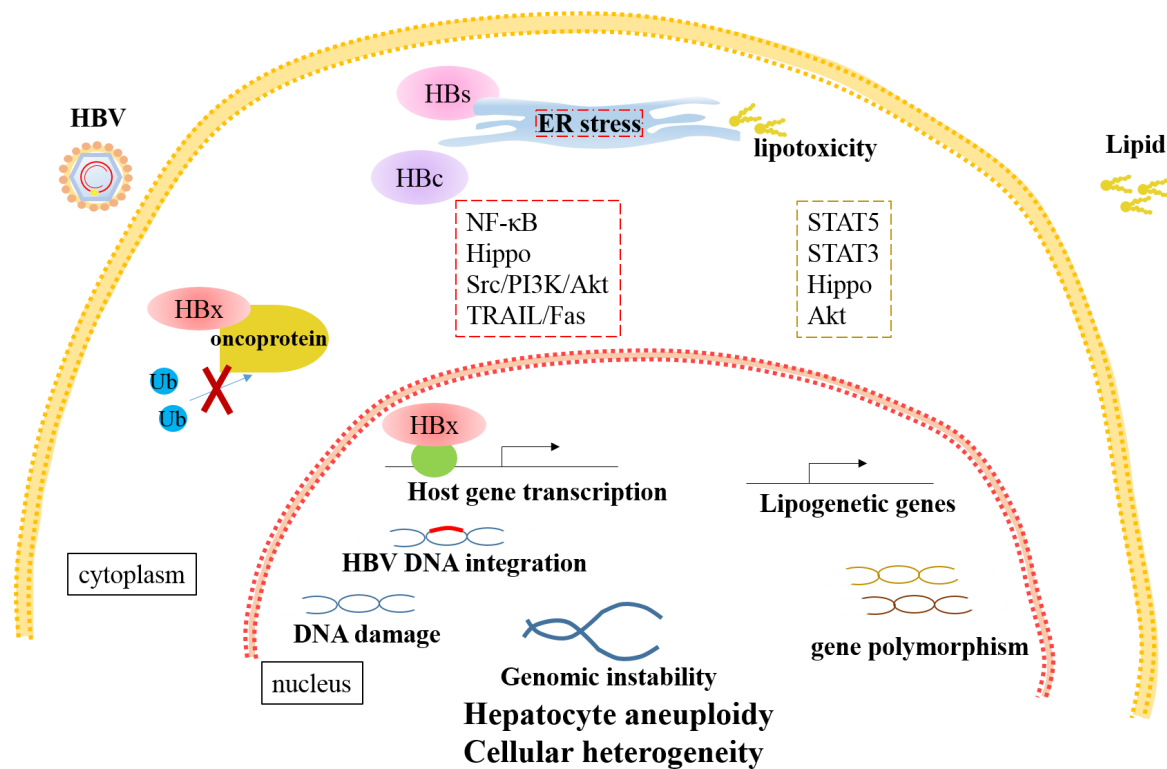 HBV
HBs
ER stress
lipotoxicity
Lipid
HBc
NF-κB
Hippo
Src/PI3K/Akt
TRAIL/Fas
STAT5
STAT3
Hippo
Akt
HBx
oncoprotein
Ub
Ub
HBx
Host gene transcription
Lipogenetic genes
HBV DNA integration
cytoplasm
DNA damage
gene polymorphism
nucleus
Genomic instability
Hepatocyte aneuploidy
Cellular heterogeneity